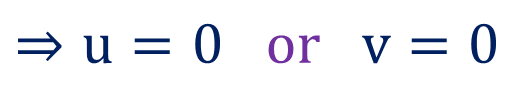 ⇒ u = 0 or v = 0